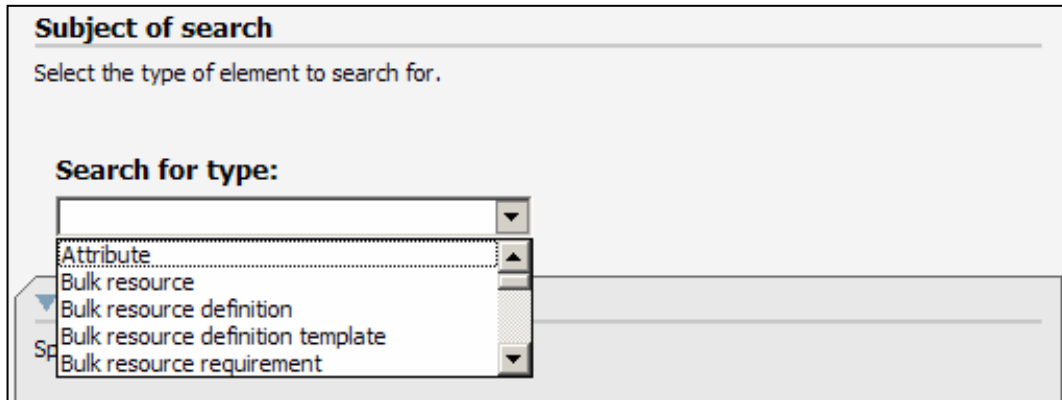 Subject of search
Select the type of element to search for.
Search for type:
Attribute
Bulk resource
Bulk resource definition
Bulk resource definition template
Sp
Bulk resource requirement